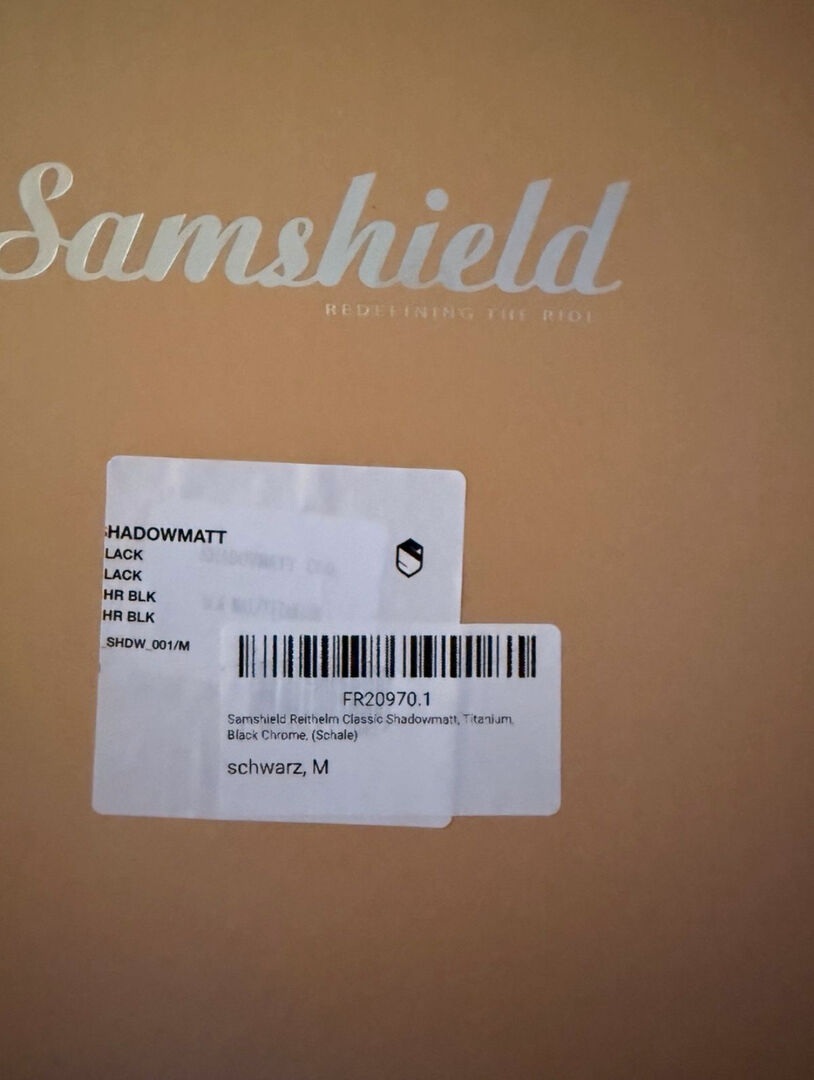 Samshield
REDEFINING THE RIDE
SHADOWMATT
LACK
LACK
HR BLK
HR BLK
_SHDW_001/M
FR20970.1
Samshield Reithelm Classic Shadowmatt, Titanium,
Black Chrome, (Schale)
schwarz, M